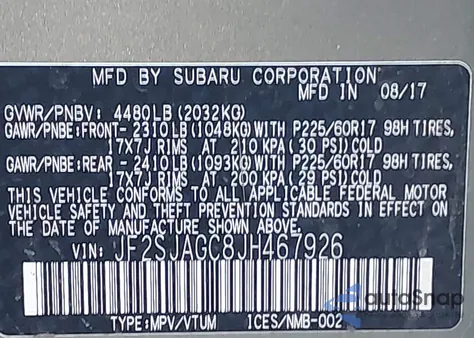 MFD BY SUBARU CORPORATION
MFD IN 08/17
GVWR/PNBV: 4480LB(2032KG)
GAWR/PNBE:FRONT-2310LB(1048KG)WITH P225/60R17 98H TIRES,
17X7J RIMS AT 210 KPA(30 PSI)COLD
GAWR/PNBE:REAR -2410LB(1093KG)WITH P225/60R17 98H TIRES,
17X7J RIMS AT 200 KPA(29 PSI)COLD
THIS VEHICLE CONFORMS TO ALL APPLICABLE FEDERAL MOTOR
VEHICLE SAFETY AND THEFT PREVENTION STANDARDS IN EFFECT ON
THE DATE OF MANUFACTURE SHOWN ABOVE.
VIN: JF2SJAGC8JH467926
autoSnap
TYPE:MPV/VTUM ICES/NMB-002